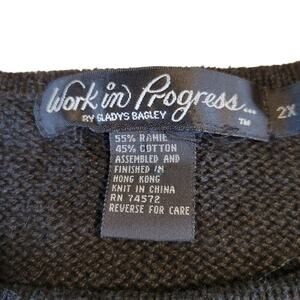 Work in Progress...
BY GLADYS BAGLEY
TM
2X
55% RAMIE
45% COTTON
ASSEMBLED AND
FINISHED IN
HONG KONG
KNIT IN CHINA
RN 74572
REVERSE FOR CARE